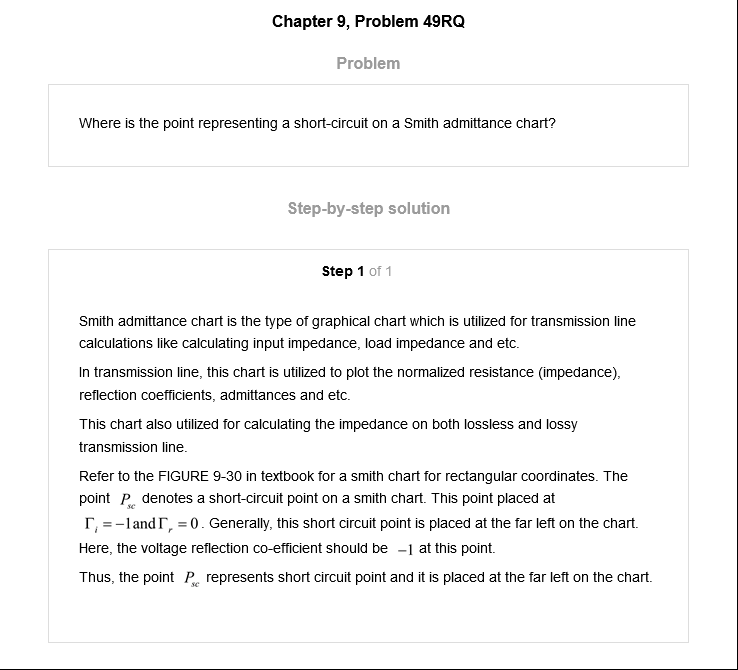 Chapter 9, Problem 49RQ
Problem
Where is the point representing a short-circuit on a Smith admittance chart?
Step-by-step solution
Step 1 of 1
Smith admittance chart is the type of graphical chart which is utilized for transmission line
calculations like calculating input impedance, load impedance and etc.
In transmission line, this chart is utilized to plot the normalized resistance (impedance),
reflection coefficients, admittances and etc.
This chart also utilized for calculating the impedance on both lossless and lossy
transmission line.
Refer to the FIGURE 9-30 in textbook for a smith chart for rectangular coordinates. The
point P_sc denotes a short-circuit point on a smith chart. This point placed at
Γ_i = −1 and Γ_r = 0. Generally, this short circuit point is placed at the far left on the chart.
Here, the voltage reflection co-efficient should be −1 at this point.
Thus, the point P_sc represents short circuit point and it is placed at the far left on the chart.